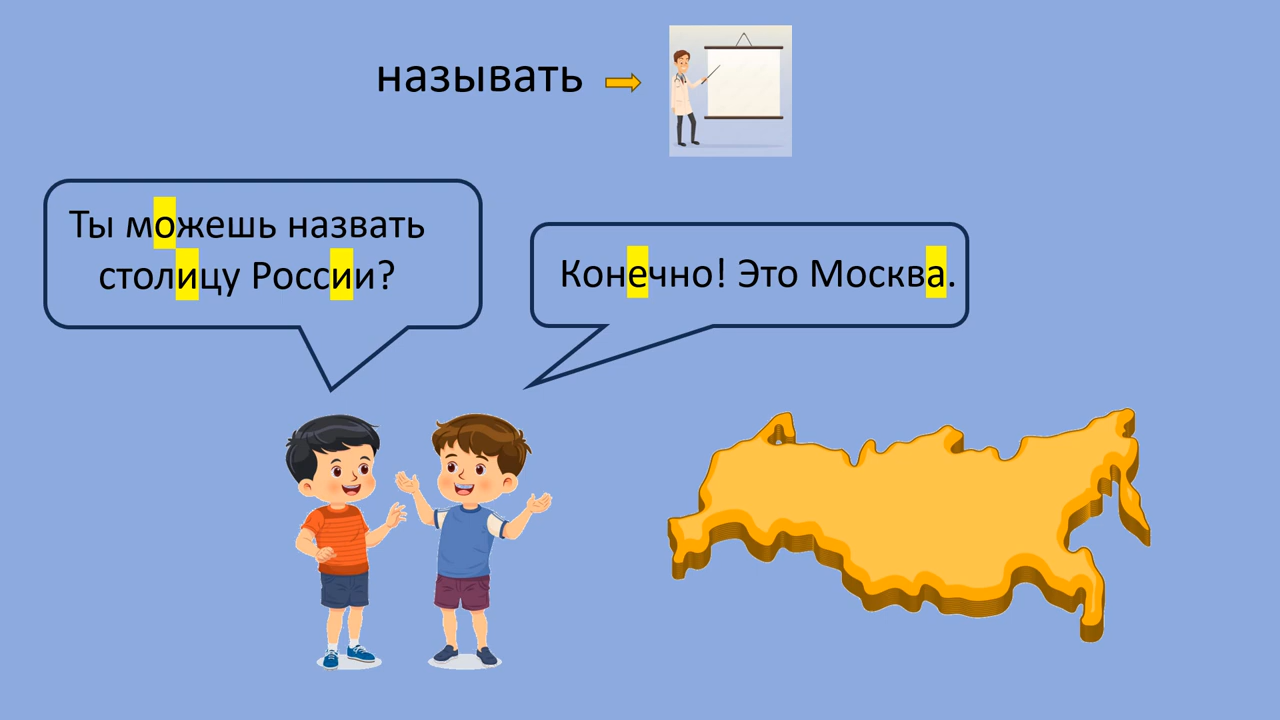 называть
Ты можешь назвать
столицу России?
Конечно! Это Москва.